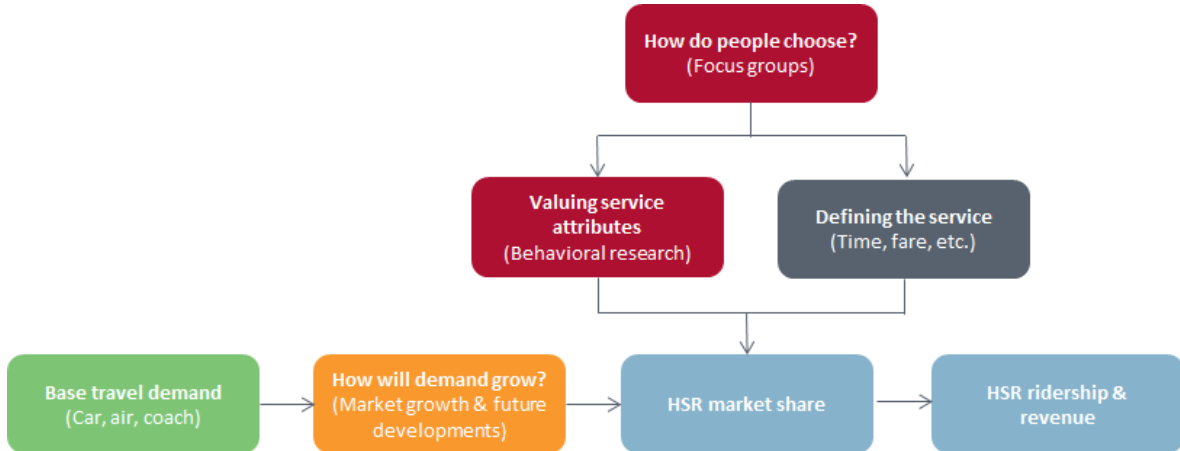 How do people choose?
(Focus groups)
Valuing service
attributes
(Behavioral research)
Defining the service
(Time, fare, etc.)
Base travel demand
(Car, air, coach)
How will demand grow?
(Market growth & future
developments)
HSR market share
HSR ridership &
revenue